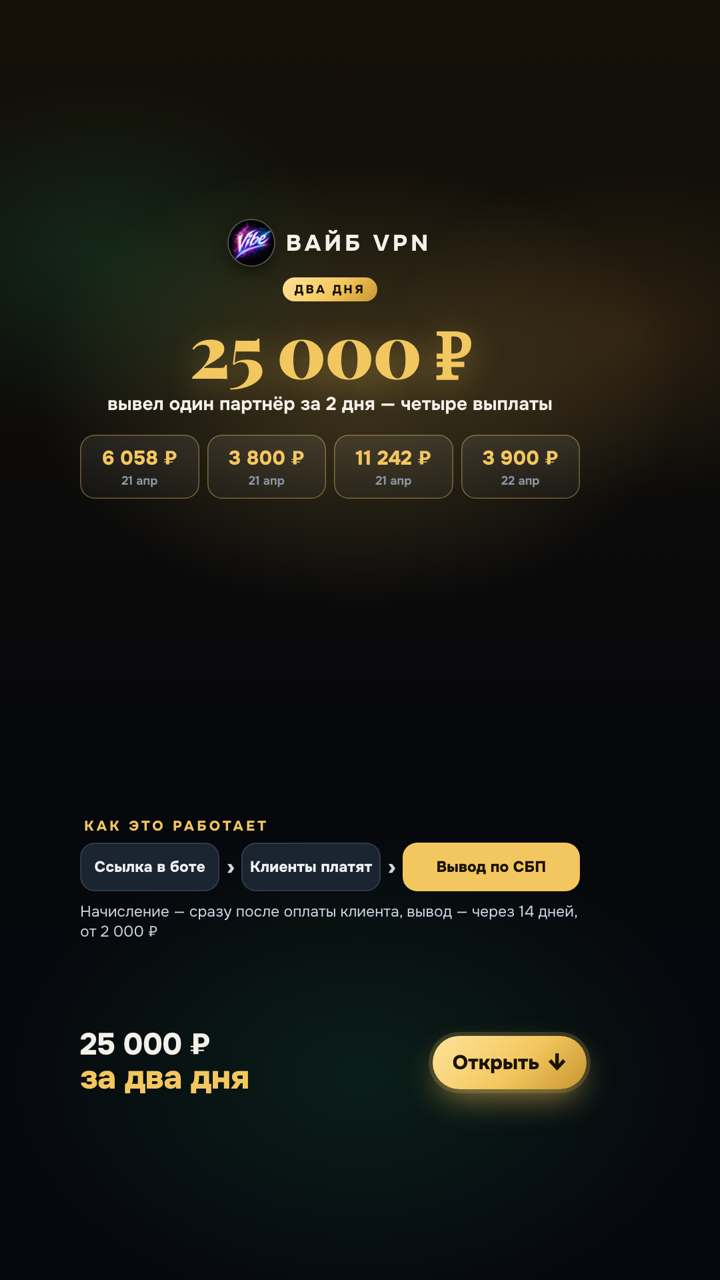 Vibe
ВАЙБ VPN
ДВА ДНЯ
25 000 ₽
вывел один партнёр за 2 дня — четыре выплаты
6 058 ₽ 3 800 ₽ 11 242 ₽ 3 900 ₽
21 апр 21 апр 21 апр 22 апр
КАК ЭТО РАБОТАЕТ
Ссылка в боте › Клиенты платят › Вывод по СБП
Начисление — сразу после оплаты клиента, вывод — через 14 дней,
от 2 000 ₽
25 000 ₽
за два дня
Открыть ↓